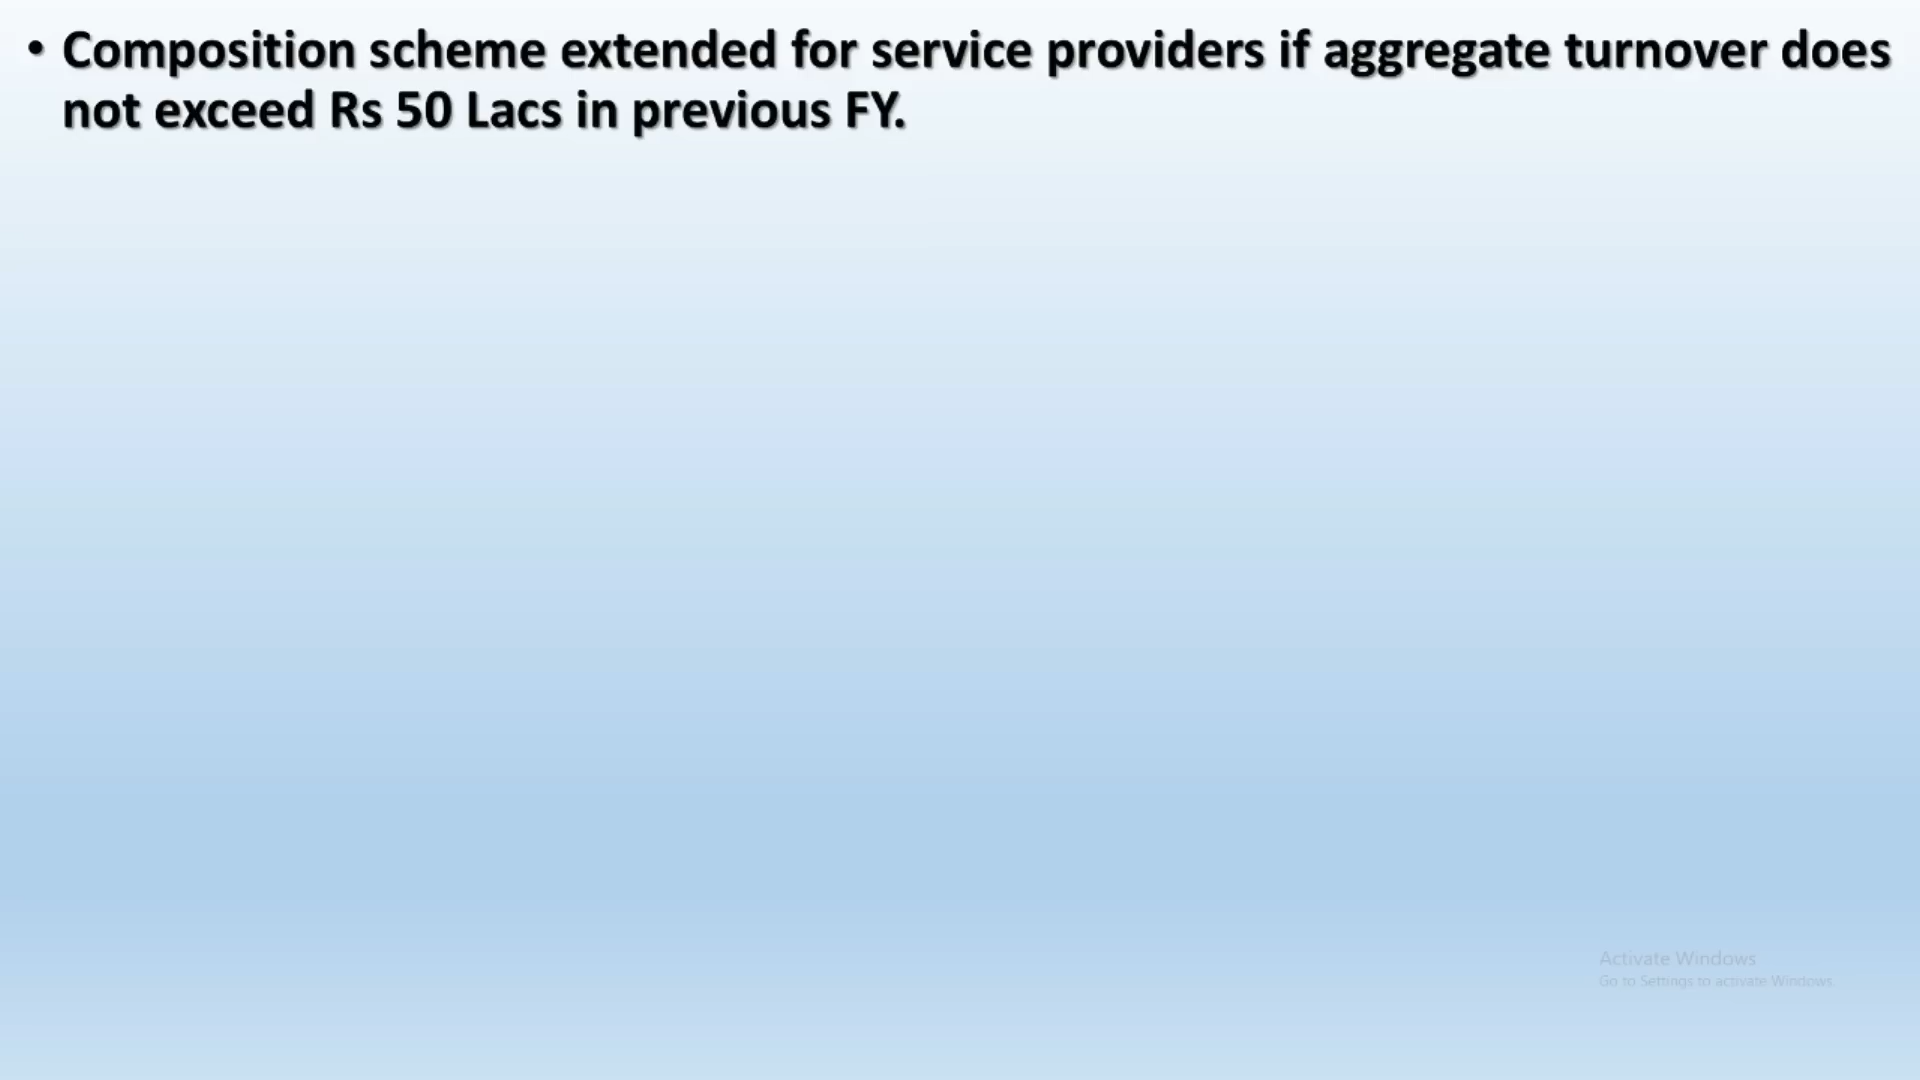 • Composition scheme extended for service providers if aggregate turnover does
not exceed Rs 50 Lacs in previous FY.
Activate Windows
Go to Settings to activate Windows.